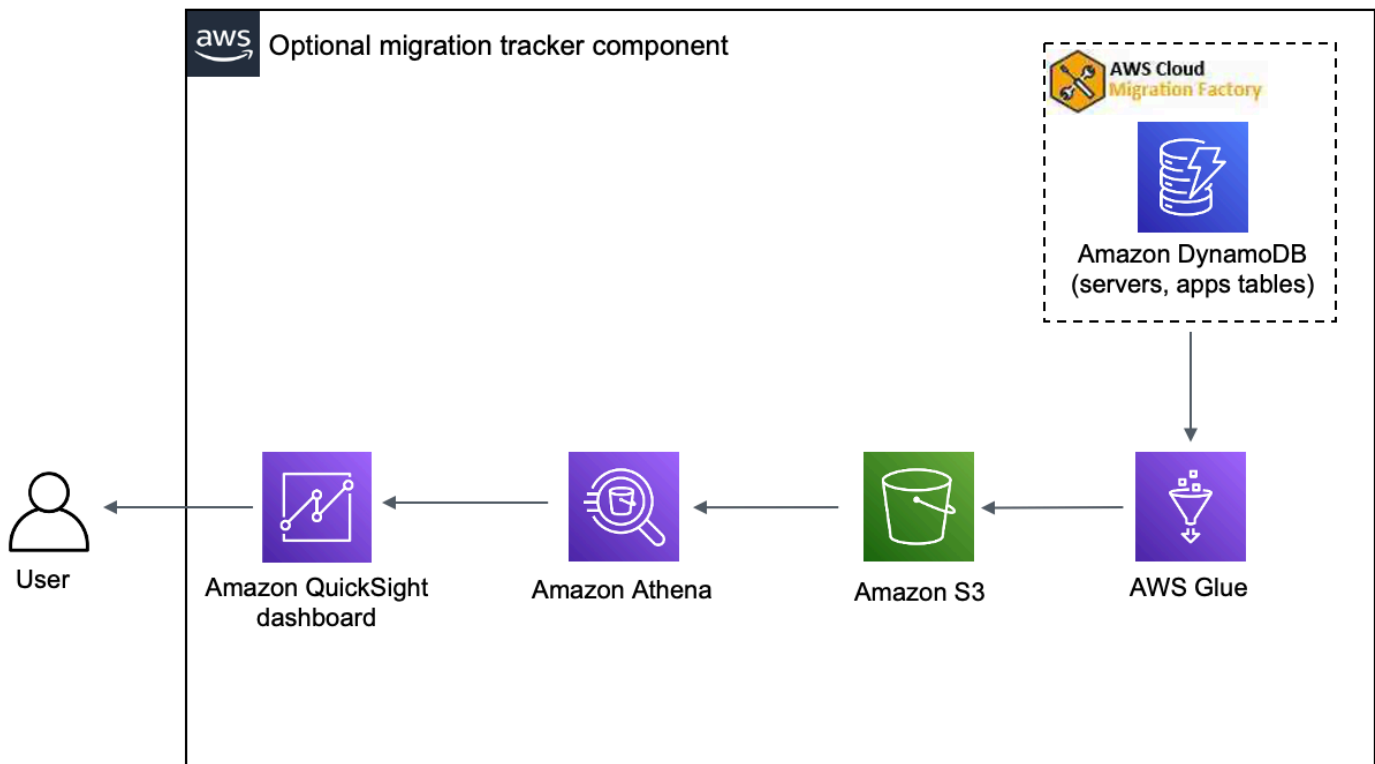 aws
Optional migration tracker component
AWS Cloud
Migration Factory
Amazon DynamoDB
(servers, apps tables)
User
Amazon QuickSight
dashboard
Amazon Athena
Amazon S3
AWS Glue